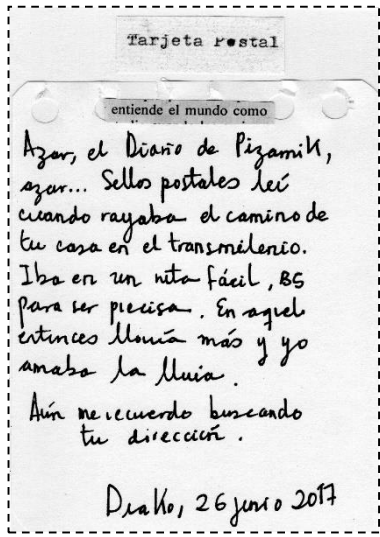 Tarjeta Postal
entiende el mundo como
Azar, el Diario de Pizarnik,
azar... Sellos postales leí
cuando rayaba el camino de
tu casa en el transmilenio.
Iba en un ruta fácil, B5
para ser precisa. En aquel
entonces llovía más y yo
amaba la lluvia.
Aún me recuerdo buscando
tu dirección.
26 junio 2017